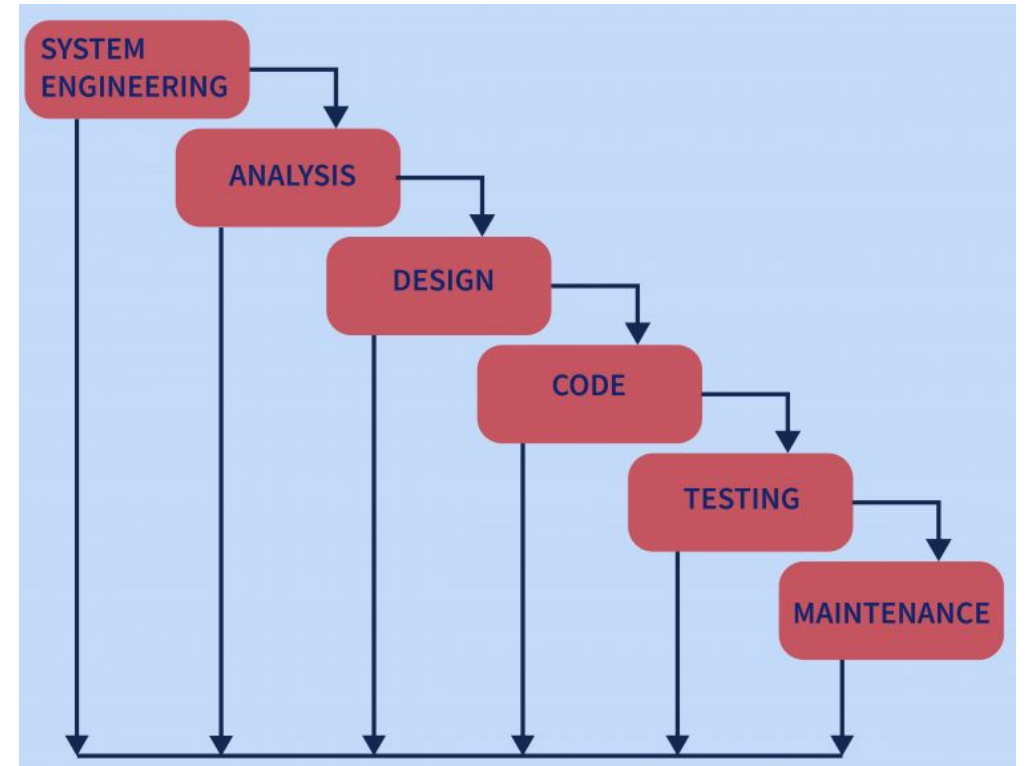 SYSTEM
ENGINEERING
ANALYSIS
DESIGN
CODE
TESTING
MAINTENANCE